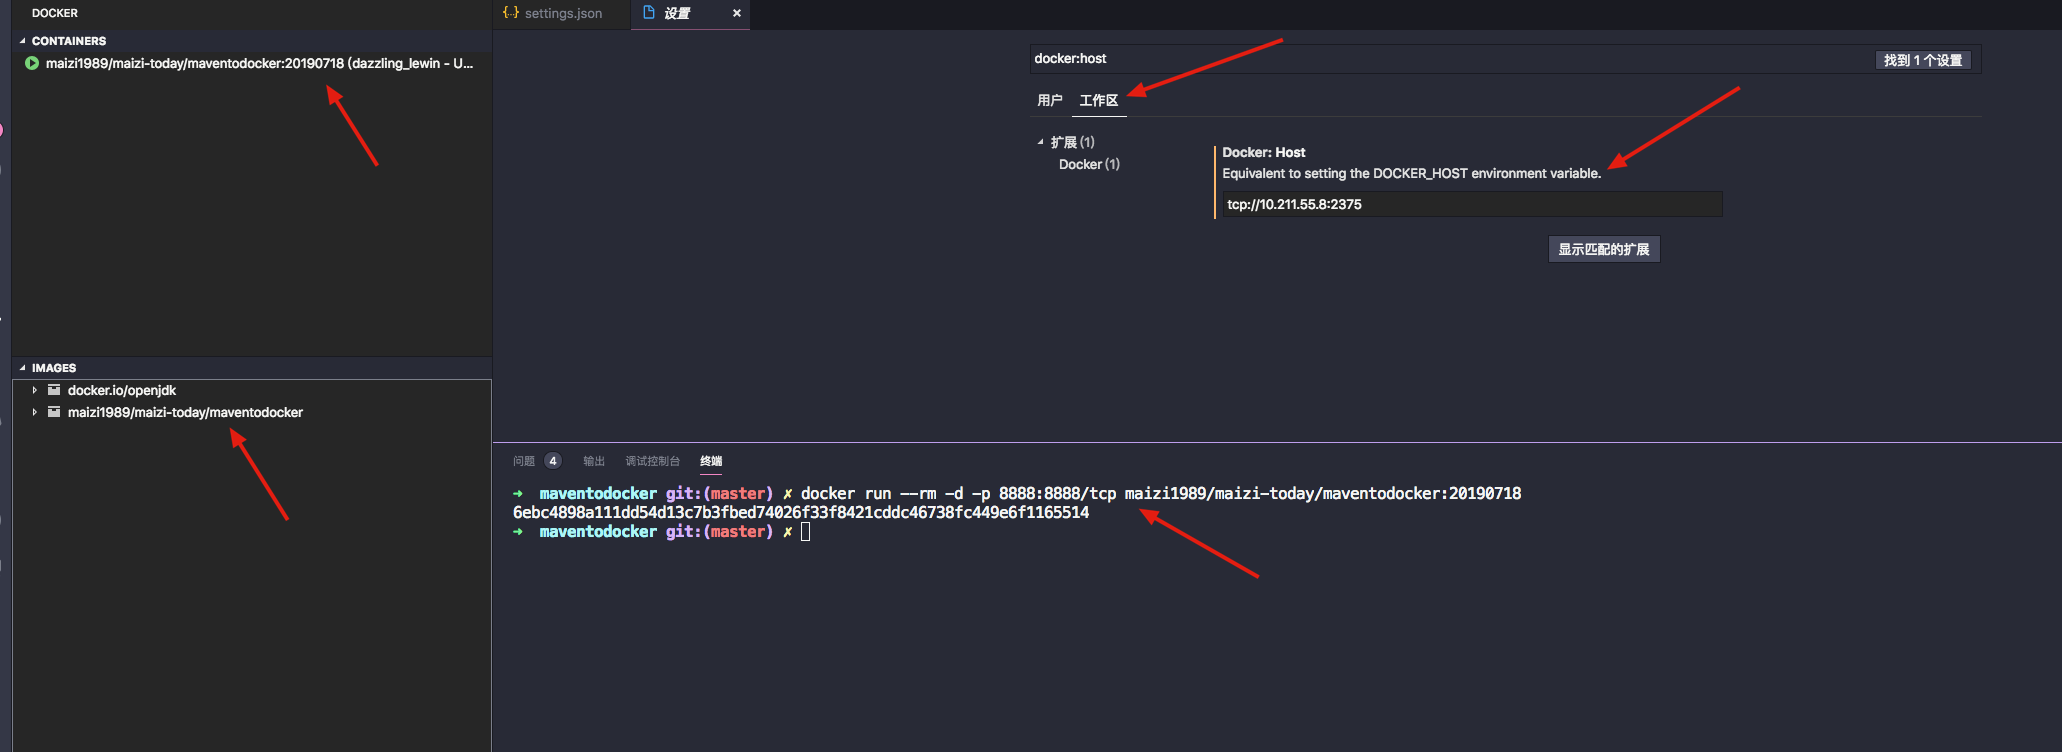 DOCKER
CONTAINERS
maizi1989/maizi-today/maventodocker:20190718 (dazzling_lewin - U...
IMAGES
docker.io/openjdk
maizi1989/maizi-today/maventodocker
{..} settings.json
设置 ×
docker:host
找到 1 个设置
用户 工作区
扩展 (1)
Docker (1)
Docker: Host
Equivalent to setting the DOCKER_HOST environment variable.
tcp://10.211.55.8:2375
显示匹配的扩展
问题 4 输出 调试控制台 终端
➜ maventodocker git:(master) ✗ docker run --rm -d -p 8888:8888/tcp maizi1989/maizi-today/maventodocker:20190718
6ebc4898a111dd54d13c7b3fbed74026f33f8421cddc46738fc449e6f1165514
➜ maventodocker git:(master) ✗